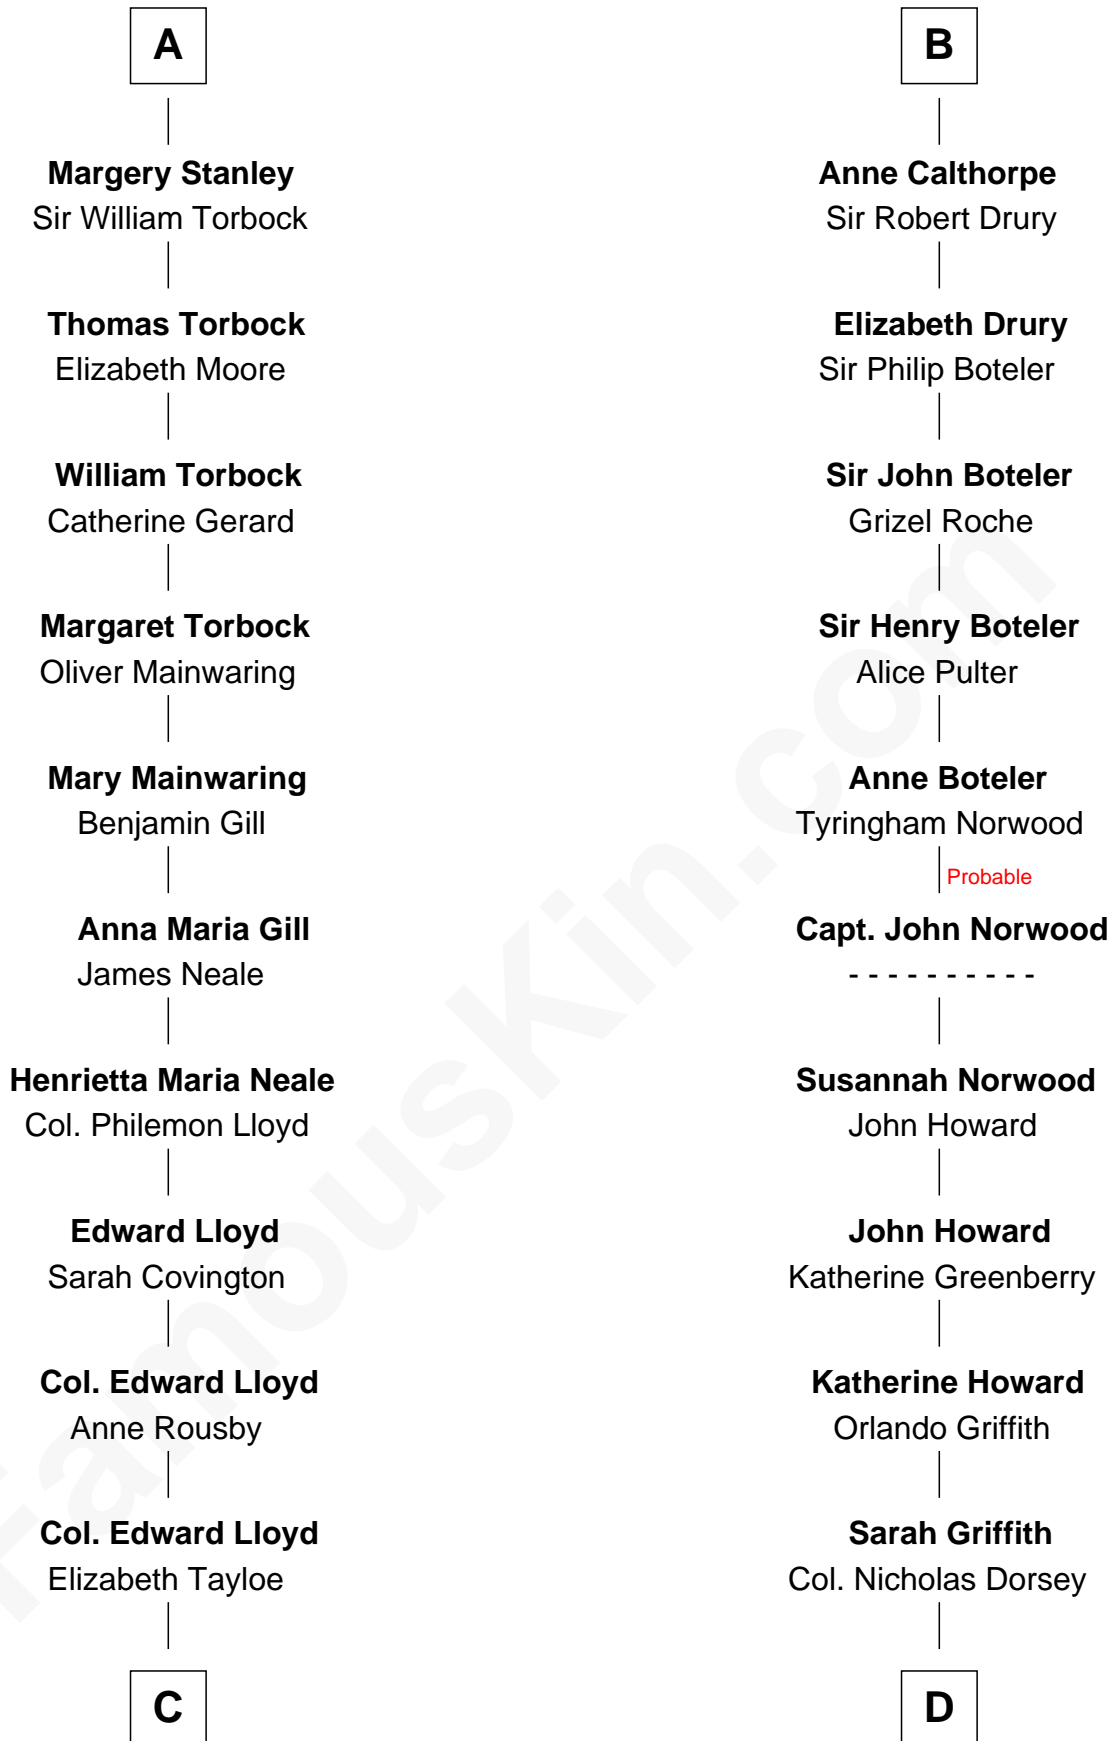 A
Margery Stanley
Sir William Torbock
Thomas Torbock
Elizabeth Moore
William Torbock
Catherine Gerard
Margaret Torbock
Oliver Mainwaring
Mary Mainwaring
Benjamin Gill
Anna Maria Gill
James Neale
Henrietta Maria Neale
Col. Philemon Lloyd
Edward Lloyd
Sarah Covington
Col. Edward Lloyd
Anne Rousby
Col. Edward Lloyd
Elizabeth Tayloe
C
B
Anne Calthorpe
Sir Robert Drury
Elizabeth Drury
Sir Philip Boteler
Sir John Boteler
Grizel Roche
Sir Henry Boteler
Alice Pulter
Anne Boteler
Tyringham Norwood
Probable
Capt. John Norwood
- - - - - - - - - -
Susannah Norwood
John Howard
John Howard
Katherine Greenberry
Katherine Howard
Orlando Griffith
Sarah Griffith
Col. Nicholas Dorsey
D
FamousKin.com